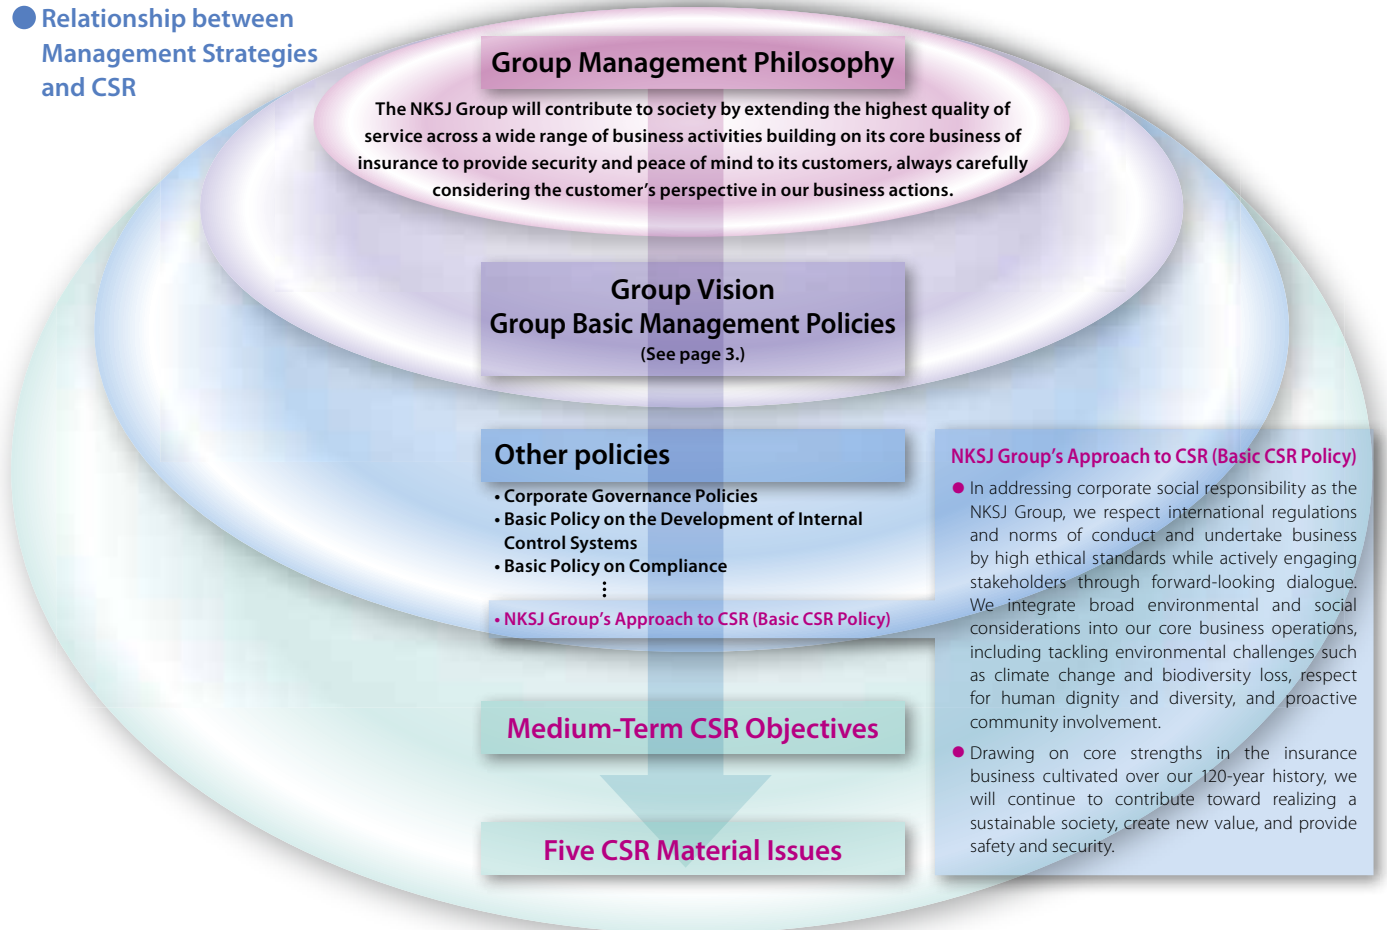 ● Relationship between
Management Strategies
and CSR
Group Management Philosophy
The NKSJ Group will contribute to society by extending the highest quality of
service across a wide range of business activities building on its core business of
insurance to provide security and peace of mind to its customers, always carefully
considering the customer's perspective in our business actions.
Group Vision
Group Basic Management Policies
(See page 3.)
Other policies
• Corporate Governance Policies
• Basic Policy on the Development of Internal
Control Systems
• Basic Policy on Compliance
⋮
• NKSJ Group's Approach to CSR (Basic CSR Policy)
Medium-Term CSR Objectives
Five CSR Material Issues
NKSJ Group's Approach to CSR (Basic CSR Policy)
● In addressing corporate social responsibility as the
NKSJ Group, we respect international regulations
and norms of conduct and undertake business
by high ethical standards while actively engaging
stakeholders through forward-looking dialogue.
We integrate broad environmental and social
considerations into our core business operations,
including tackling environmental challenges such
as climate change and biodiversity loss, respect
for human dignity and diversity, and proactive
community involvement.
● Drawing on core strengths in the insurance
business cultivated over our 120-year history, we
will continue to contribute toward realizing a
sustainable society, create new value, and provide
safety and security.